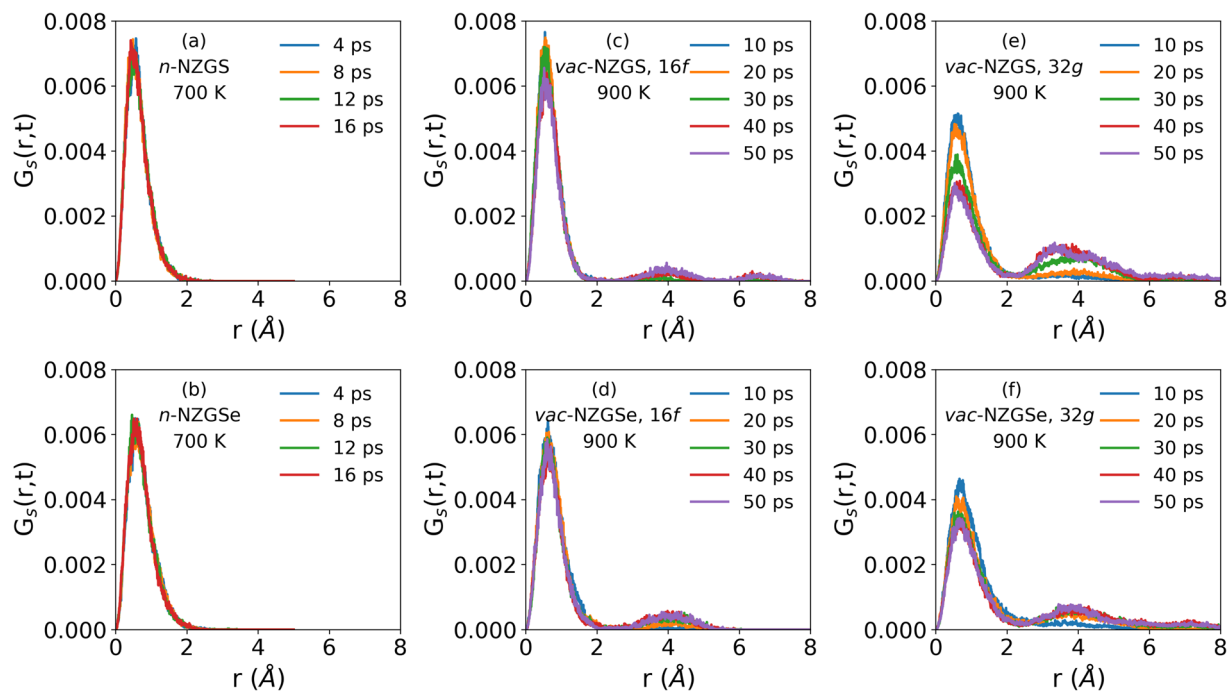 (a)
n-NZGS
700 K
4 ps
8 ps
12 ps
16 ps
0.008
0.006
0.004
0.002
0.000
Gs(r,t)
0 2 4 6 8
r (Å)
(c)
vac-NZGS, 16f
900 K
10 ps
20 ps
30 ps
40 ps
50 ps
0.008
0.006
0.004
0.002
0.000
Gs(r,t)
0 2 4 6 8
r (Å)
(e)
vac-NZGS, 32g
900 K
10 ps
20 ps
30 ps
40 ps
50 ps
0.008
0.006
0.004
0.002
0.000
Gs(r,t)
0 2 4 6 8
r (Å)
(b)
n-NZGSe
700 K
4 ps
8 ps
12 ps
16 ps
0.008
0.006
0.004
0.002
0.000
Gs(r,t)
0 2 4 6 8
r (Å)
(d)
vac-NZGSe, 16f
900 K
10 ps
20 ps
30 ps
40 ps
50 ps
0.008
0.006
0.004
0.002
0.000
Gs(r,t)
0 2 4 6 8
r (Å)
(f)
vac-NZGSe, 32g
900 K
10 ps
20 ps
30 ps
40 ps
50 ps
0.008
0.006
0.004
0.002
0.000
Gs(r,t)
0 2 4 6 8
r (Å)